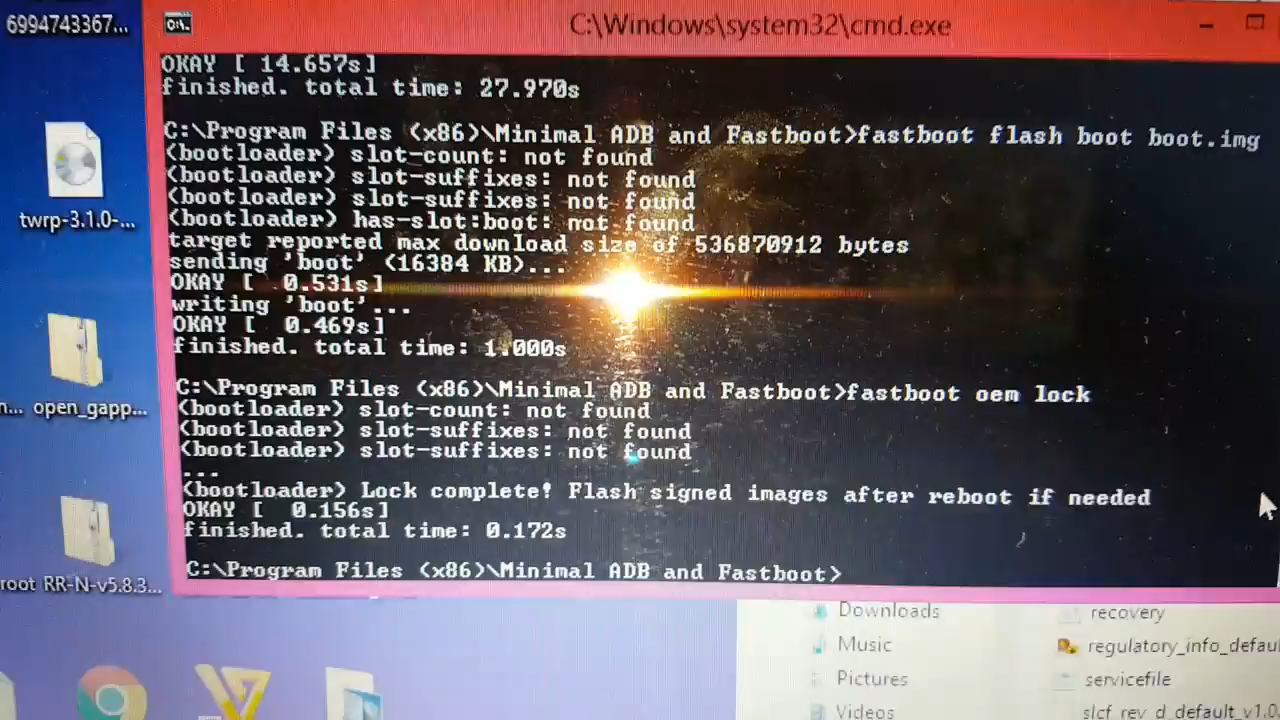 6994743367...
C:\Windows\system32\cmd.exe
OKAY [ 14.657s]
finished. total time: 27.970s
C:\Program Files (x86)\Minimal ADB and Fastboot>fastboot flash boot boot.img
(bootloader) slot-count: not found
(bootloader) slot-suffixes: not found
(bootloader) slot-suffixes: not found
(bootloader) has-slot:boot: not found
target reported max download size of 536870912 bytes
sending 'boot' (16384 KB)...
OKAY [  0.531s]
writing 'boot'...
OKAY [  0.469s]
finished. total time: 1.000s
C:\Program Files (x86)\Minimal ADB and Fastboot>fastboot oem lock
(bootloader) slot-count: not found
(bootloader) slot-suffixes: not found
(bootloader) slot-suffixes: not found
...
(bootloader) Lock complete! Flash signed images after reboot if needed
OKAY [  0.156s]
finished. total time: 0.172s
C:\Program Files (x86)\Minimal ADB and Fastboot>
twrp-3.1.0-...
n... open_gapp...
root RR-N-v5.8.3...
Downloads
Music
Pictures
Videos
recovery
regulatory_info_defau
servicefile
slcf_rev_d_default_v1.0